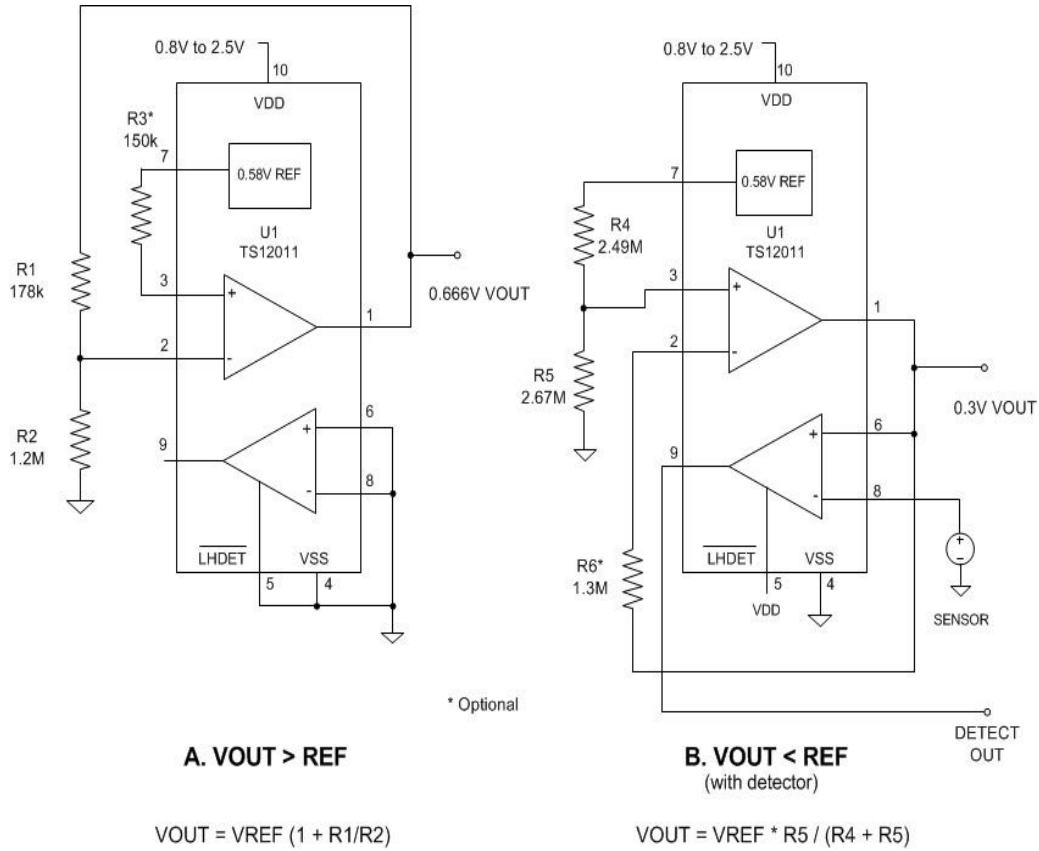 0.8V to 2.5V
10
VDD
R3*
150k
7
0.58V REF
U1
TS12011
R1
178k
3
+
0.666V VOUT
1
2
-
R2
1.2M
9
6
+
8
-
LHDET
VSS
5
4
A. VOUT > REF
VOUT = VREF (1 + R1/R2)
0.8V to 2.5V
10
VDD
7
0.58V REF
R4
2.49M
U1
TS12011
3
+
1
2
-
R5
2.67M
0.3V VOUT
6
+
9
8
-
+
-
LHDET
VSS
R6*
1.3M
5
4
VDD
SENSOR
* Optional
DETECT
OUT
B. VOUT < REF
(with detector)
VOUT = VREF * R5 / (R4 + R5)